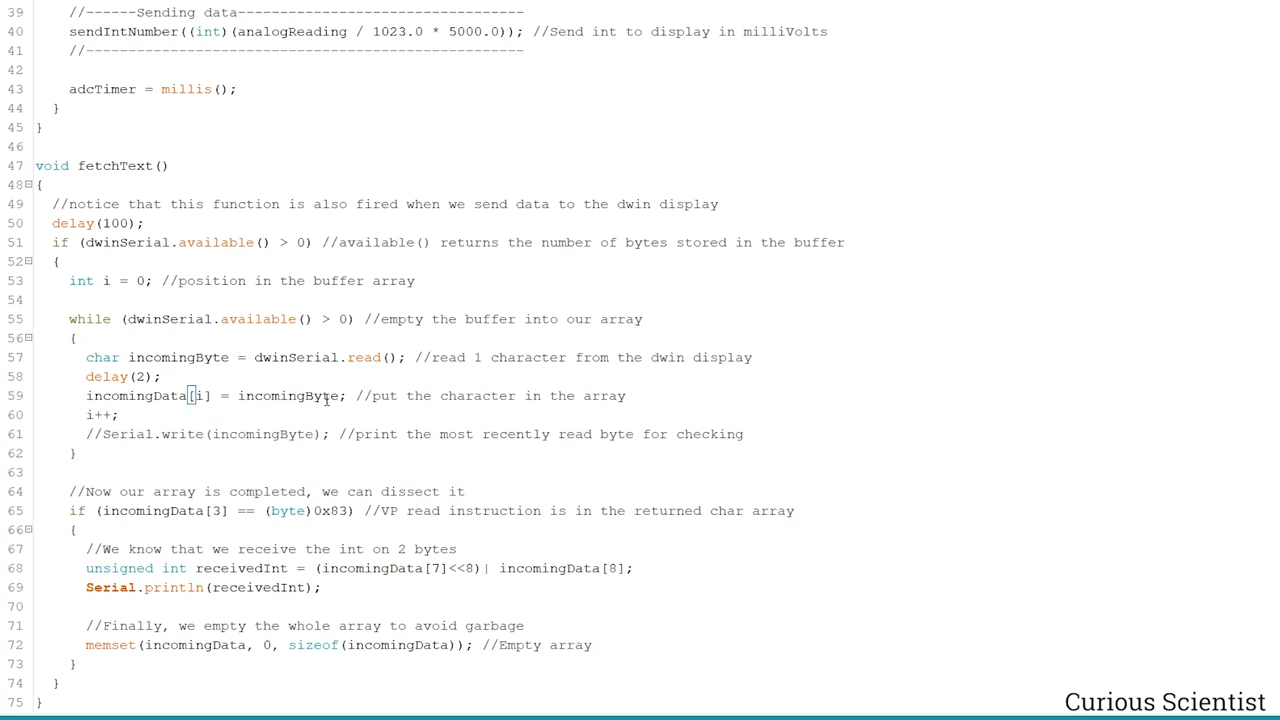 39 //------Sending data----------------------------------
40 sendIntNumber((int)(analogReading / 1023.0 * 5000.0)); //Send int to display in milliVolts
41 //----------------------------------------------------
42
43 adcTimer = millis();
44 }
45 }
46
47 void fetchText()
48 {
49 //notice that this function is also fired when we send data to the dwin display
50 delay(100);
51 if (dwinSerial.available() > 0) //available() returns the number of bytes stored in the buffer
52 {
53 int i = 0; //position in the buffer array
54
55 while (dwinSerial.available() > 0) //empty the buffer into our array
56 {
57 char incomingByte = dwinSerial.read(); //read 1 character from the dwin display
58 delay(2);
59 incomingData[i] = incomingByte; //put the character in the array
60 i++;
61 //Serial.write(incomingByte); //print the most recently read byte for checking
62 }
63
64 //Now our array is completed, we can dissect it
65 if (incomingData[3] == (byte)0x83) //VP read instruction is in the returned char array
66 {
67 //We know that we receive the int on 2 bytes
68 unsigned int receivedInt = (incomingData[7]<<8)| incomingData[8];
69 Serial.println(receivedInt);
70
71 //Finally, we empty the whole array to avoid garbage
72 memset(incomingData, 0, sizeof(incomingData)); //Empty array
73 }
74 }
75 }
Curious Scientist